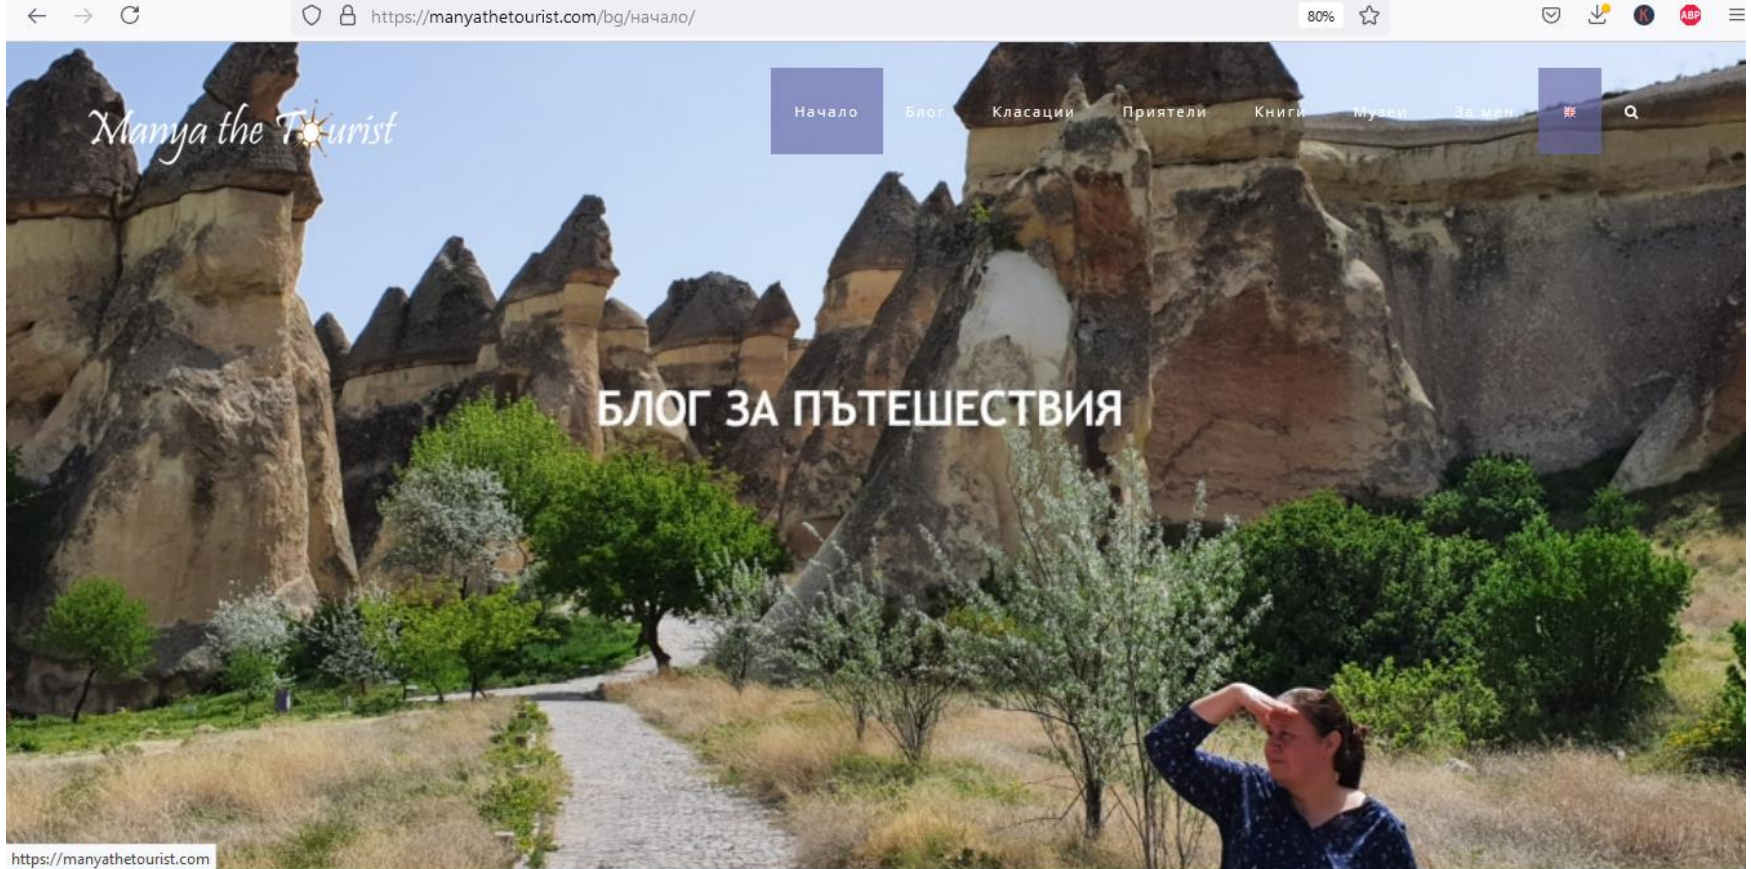 https://manyathetourist.com/bg/начало/
80%
K
ABP
Manya the Tourist
Начало Блог Класации Приятели Книги Музеи За мен
БЛОГ ЗА ПЪТЕШЕСТВИЯ
https://manyathetourist.com